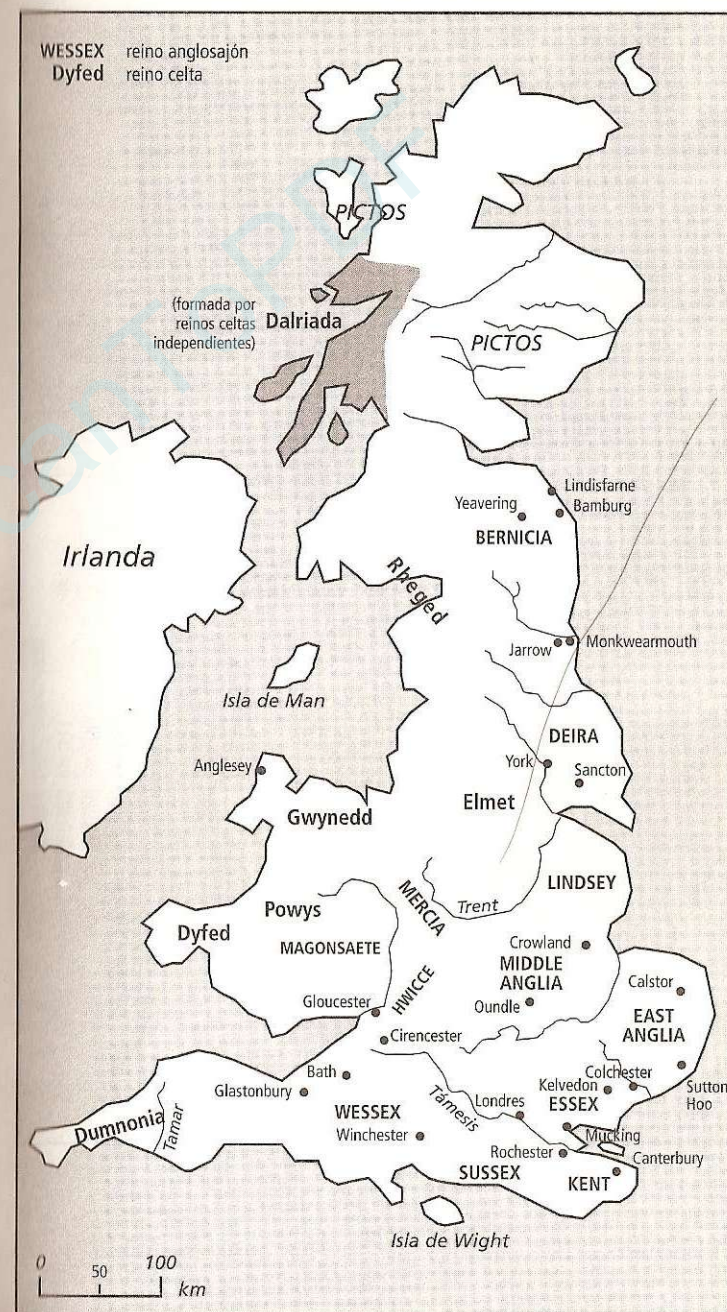 WESSEX reino anglosajón
Dyfed reino celta
PICTOS
(formada por
reinos celtas
independientes)
Dalriada
PICTOS
Lindisfarne
Yeavering
Bamburg
BERNICIA
Irlanda
Rheged
Jarrow
Monkwearmouth
Isla de Man
DEIRA
York
Sancton
Anglesey
Elmet
Gwynedd
MERCIA
LINDSEY
Trent
Powys
Dyfed
MAGONSAETE
Crowland
MIDDLE
ANGLIA
Calstor
HWICCE
Oundle
EAST
ANGLIA
Gloucester
Cirencester
Bath
Colchester
Kelvedon
Sutton
Hoo
Glastonbury
Támesis
Londres
ESSEX
WESSEX
Dumnonia
Tamar
Winchester
Mucking
Rochester
Canterbury
SUSSEX
KENT
Isla de Wight
0 50 100
km